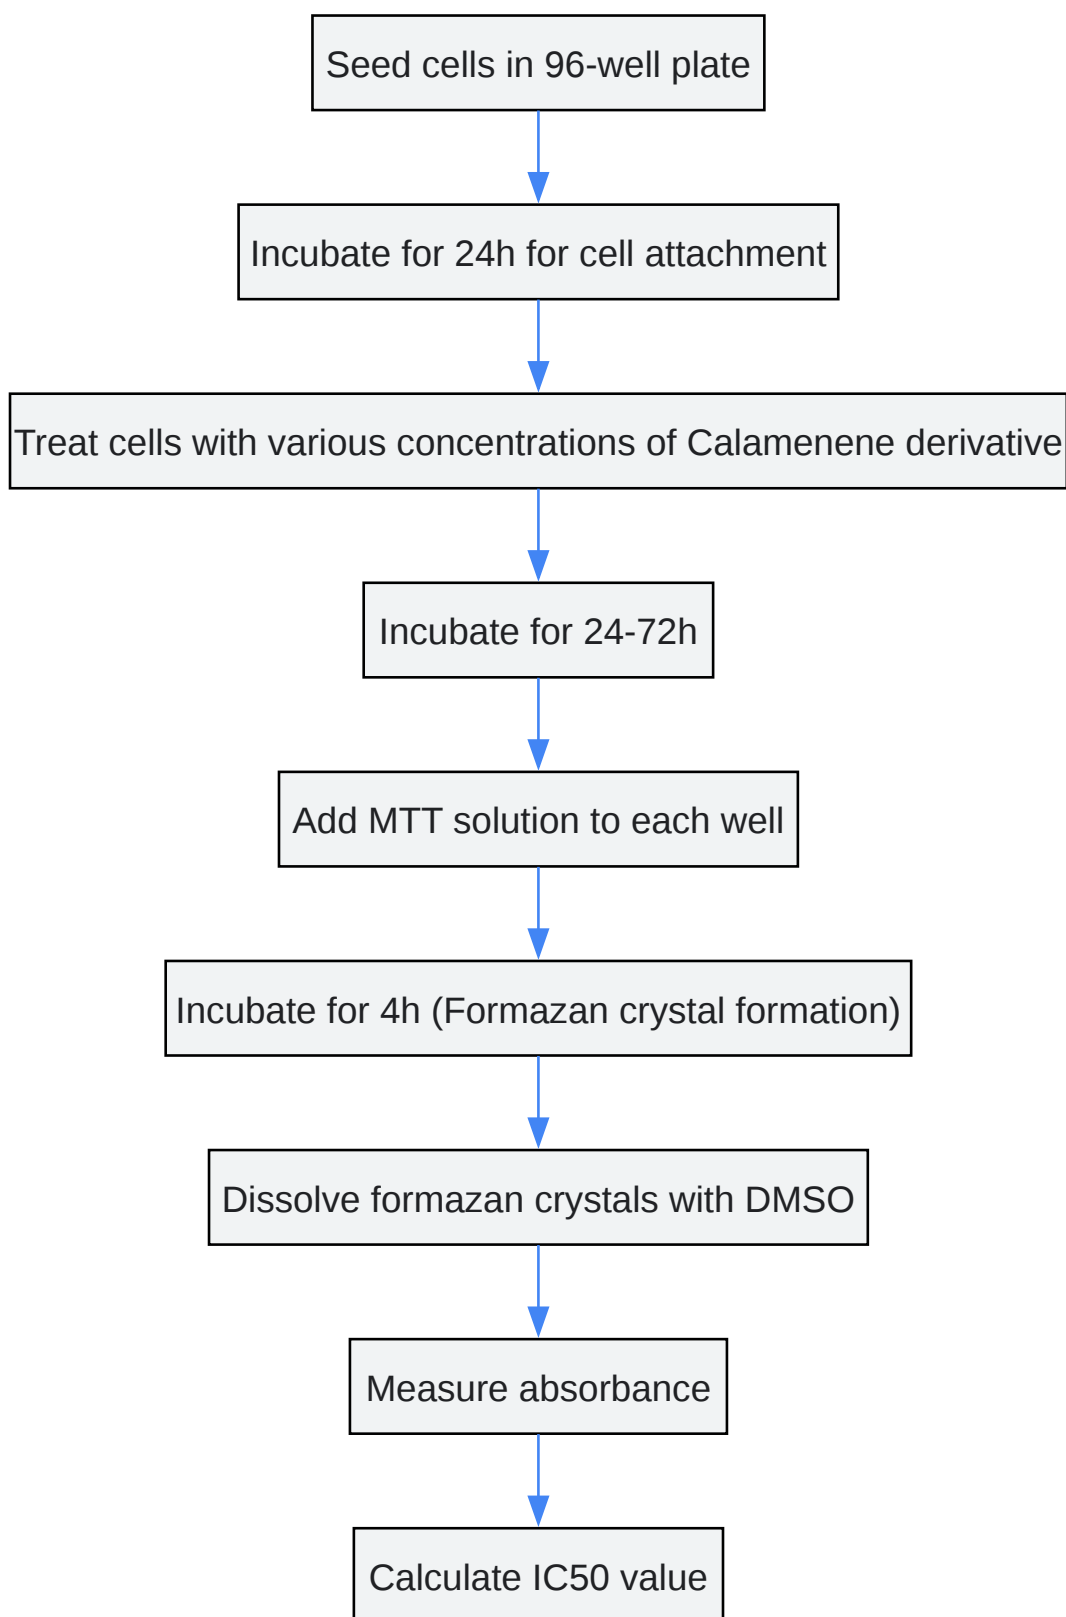 Seed cells in 96-well plate
Incubate for 24h for cell attachment
Treat cells with various concentrations of Calamenene derivative
Incubate for 24-72h
Add MTT solution to each well
Incubate for 4h (Formazan crystal formation)
Dissolve formazan crystals with DMSO
Measure absorbance
Calculate IC50 value